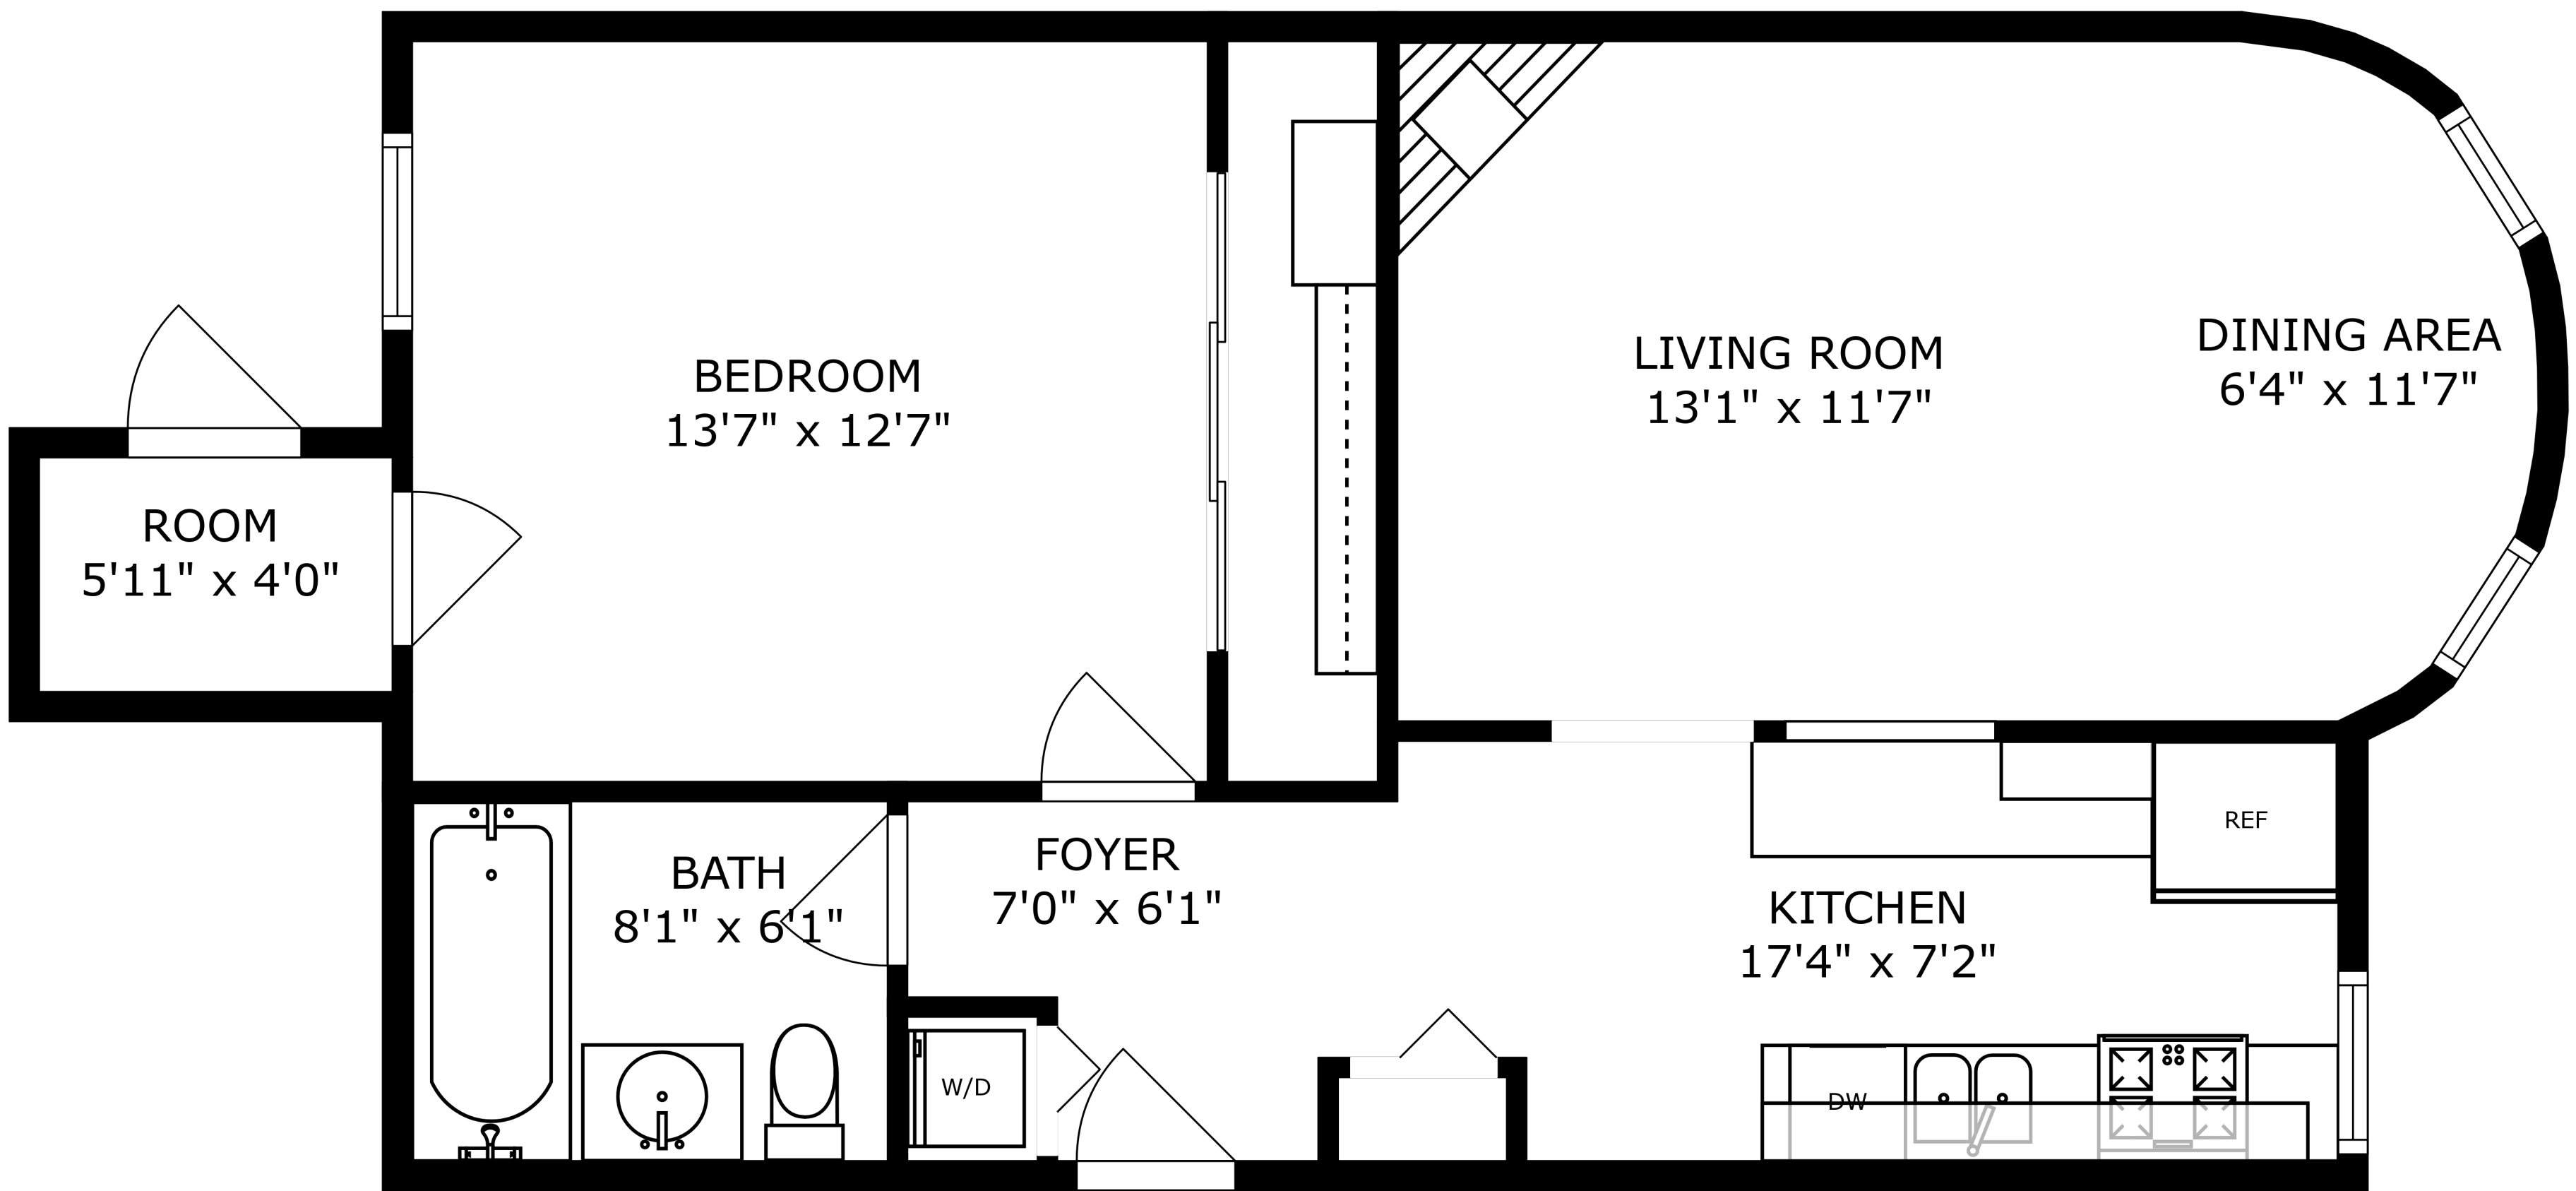 BEDROOM
13'7" x 12'7"
LIVING ROOM
13'1" x 11'7"
DINING AREA
6'4" x 11'7"
ROOM
5'11" x 4'0"
BATH
8'1" x 6'1"
FOYER
7'0" x 6'1"
KITCHEN
17'4" x 7'2"
REF
W/D
DW